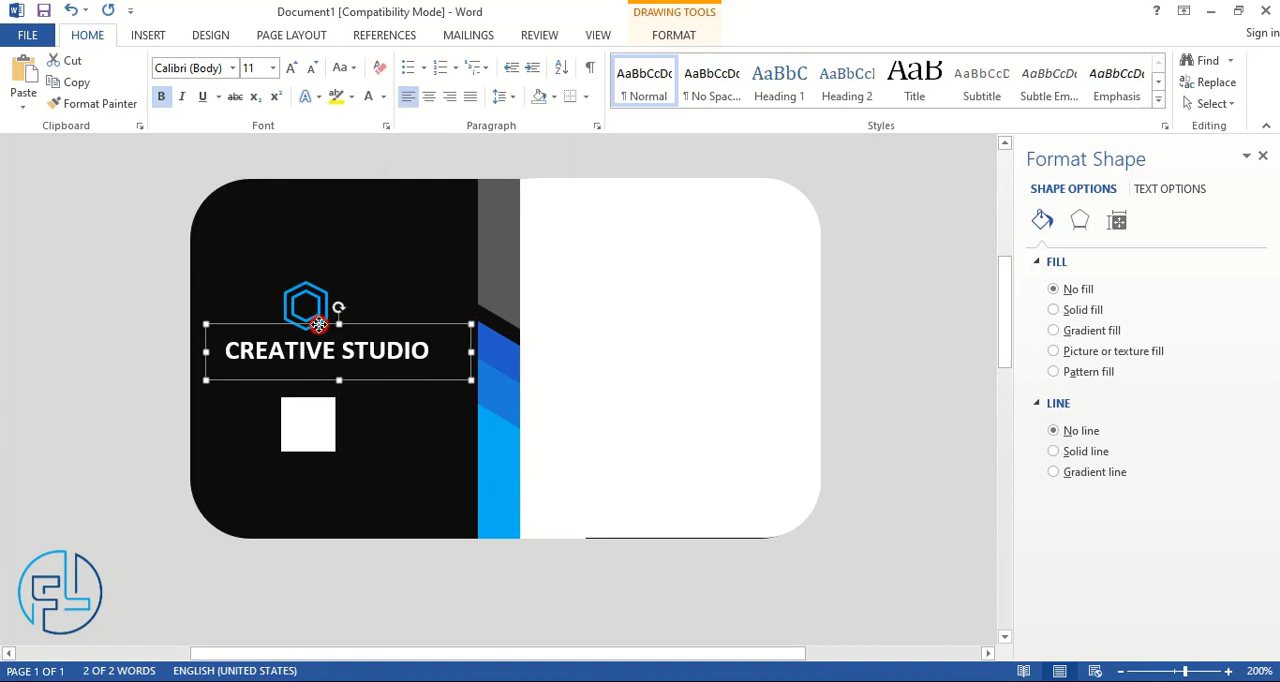 Document1 [Compatibility Mode] - Word
DRAWING TOOLS
?
FILE
HOME
INSERT
DESIGN
PAGE LAYOUT
REFERENCES
MAILINGS
REVIEW
VIEW
FORMAT
Sign in
Paste
Cut
Copy
Format Painter
Clipboard
Calibri (Body)
11
Font
Paragraph
AaBbCcDc
¶ Normal
AaBbCcDc
¶ No Spac...
AaBbC
Heading 1
AaBbCcl
Heading 2
AaB
Title
AaBbCcD
Subtitle
AaBbCcDt
Subtle Em...
AaBbCcDt
Emphasis
Styles
Find
Replace
Select
Editing
CREATIVE STUDIO
Format Shape
SHAPE OPTIONS
TEXT OPTIONS
FILL
No fill
Solid fill
Gradient fill
Picture or texture fill
Pattern fill
LINE
No line
Solid line
Gradient line
PAGE 1 OF 1
2 OF 2 WORDS
ENGLISH (UNITED STATES)
200%